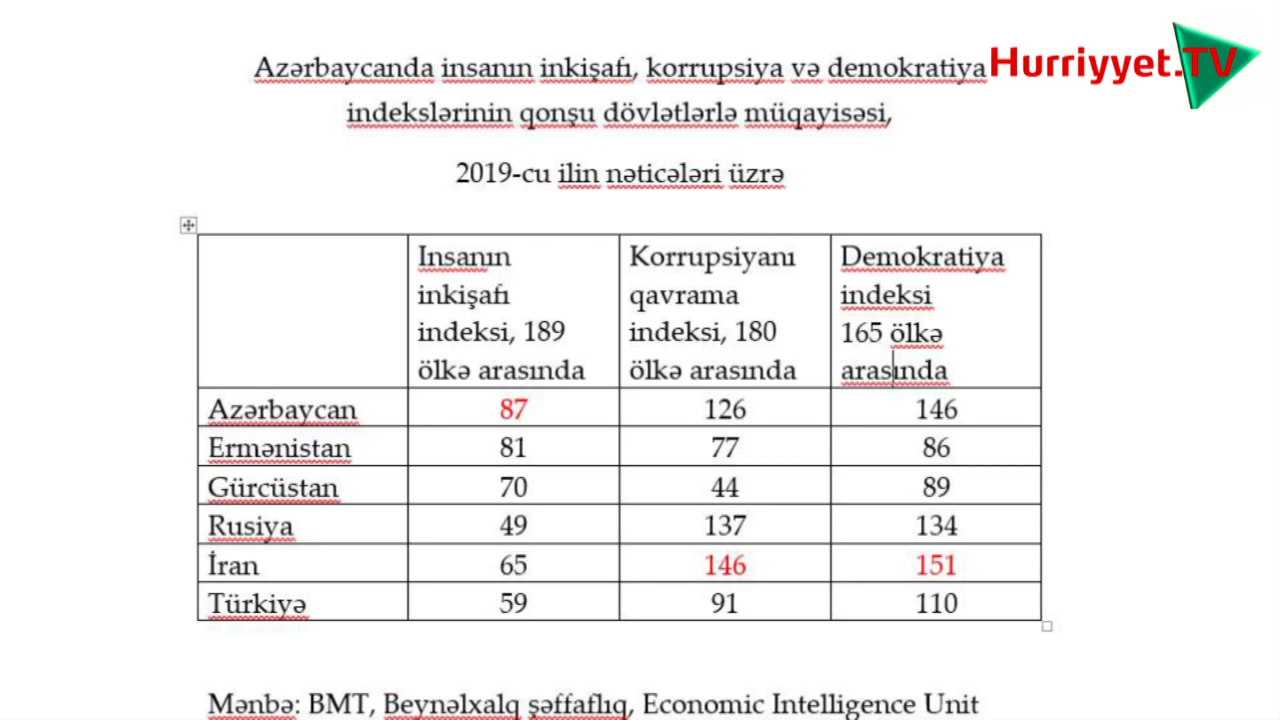 Hurriyyet.TV
Azərbaycanda insanın inkişafı, korrupsiya və demokratiya
indekslərinin qonşu dövlətlərlə müqayisəsi,
2019-cu ilin nəticələri üzrə
Insanın inkişafı indeksi, 189 ölkə arasında Korrupsiyanı qavrama indeksi, 180 ölkə arasında Demokratiya indeksi 165 ölkə arasında
Azərbaycan 87 126 146
Ermənistan 81 77 86
Gürcüstan 70 44 89
Rusiya 49 137 134
İran 65 146 151
Türkiyə 59 91 110
Mənbə: BMT, Beynəlxalq şəffaflıq, Economic Intelligence Unit